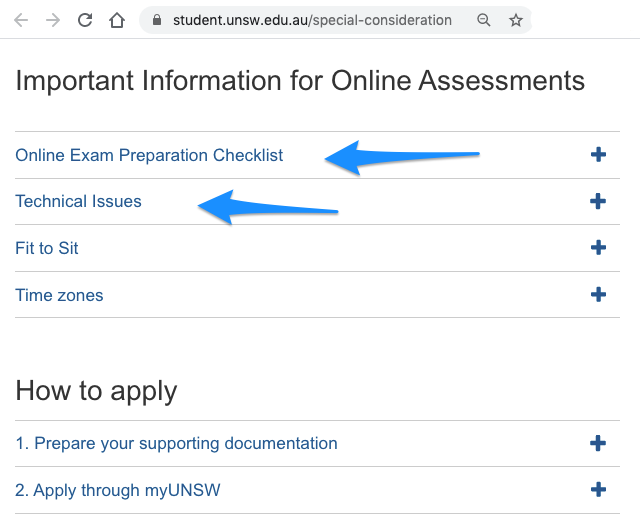 student.unsw.edu.au/special-consideration
Important Information for Online Assessments
Online Exam Preparation Checklist
Technical Issues
Fit to Sit
Time zones
How to apply
1. Prepare your supporting documentation
2. Apply through myUNSW